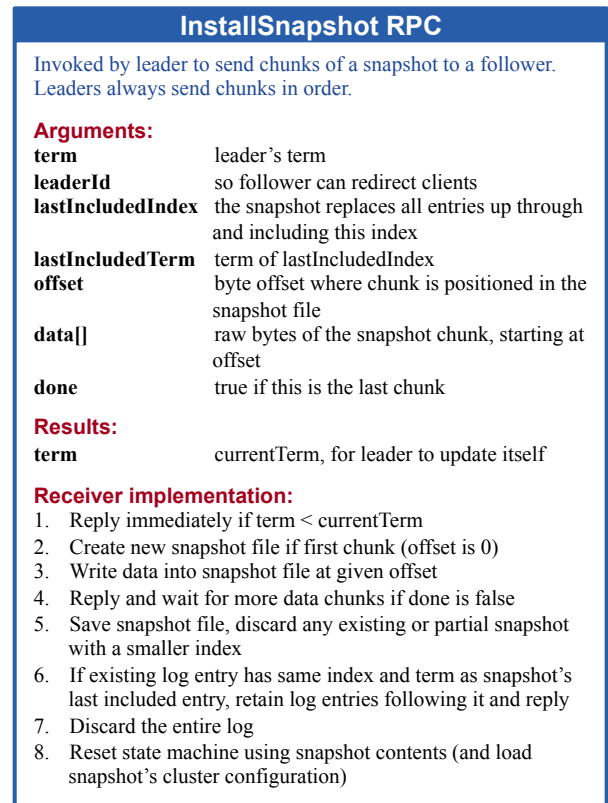 InstallSnapshot RPC
Invoked by leader to send chunks of a snapshot to a follower.
Leaders always send chunks in order.
Arguments:
term leader’s term
leaderId so follower can redirect clients
lastIncludedIndex the snapshot replaces all entries up through
and including this index
lastIncludedTerm term of lastIncludedIndex
offset byte offset where chunk is positioned in the
snapshot file
data[] raw bytes of the snapshot chunk, starting at
offset
done true if this is the last chunk
Results:
term currentTerm, for leader to update itself
Receiver implementation:
1. Reply immediately if term < currentTerm
2. Create new snapshot file if first chunk (offset is 0)
3. Write data into snapshot file at given offset
4. Reply and wait for more data chunks if done is false
5. Save snapshot file, discard any existing or partial snapshot
with a smaller index
6. If existing log entry has same index and term as snapshot’s
last included entry, retain log entries following it and reply
7. Discard the entire log
8. Reset state machine using snapshot contents (and load
snapshot’s cluster configuration)